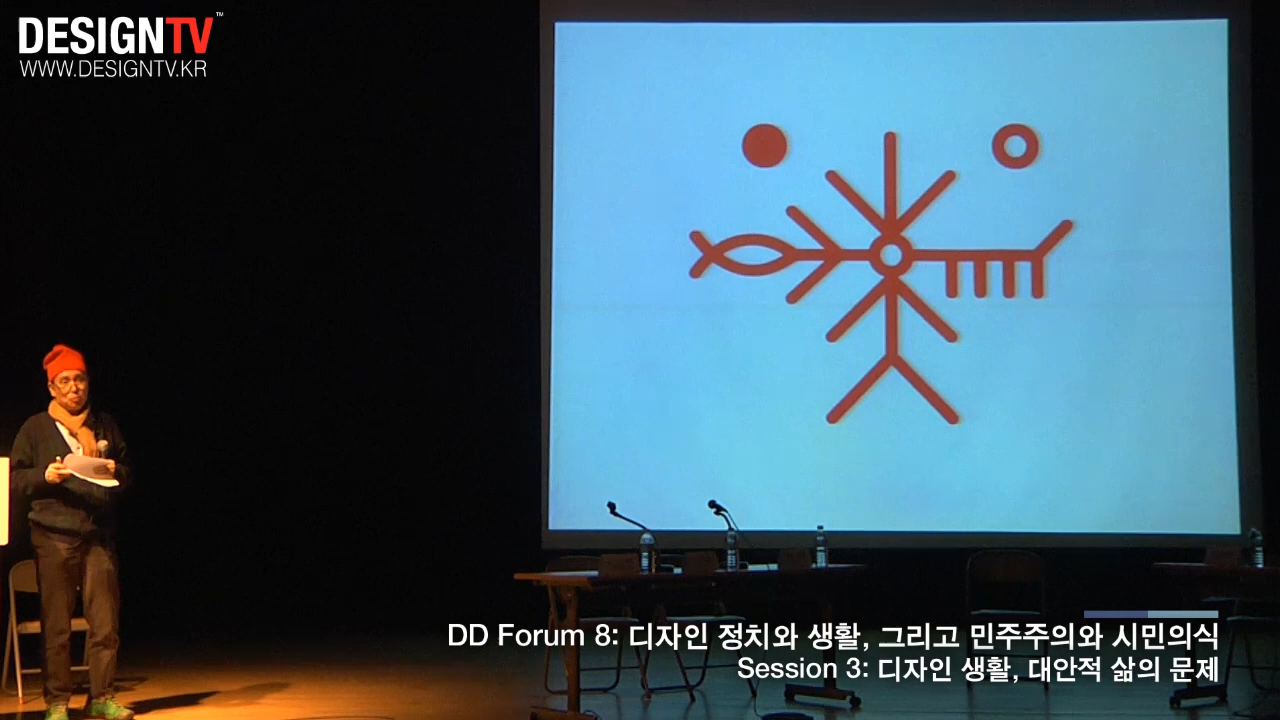 DESIGNTV™
WWW.DESIGNTV.KR
DD Forum 8: 디자인 정치와 생활, 그리고 민주주의와 시민의식
Session 3: 디자인 생활, 대안적 삶의 문제